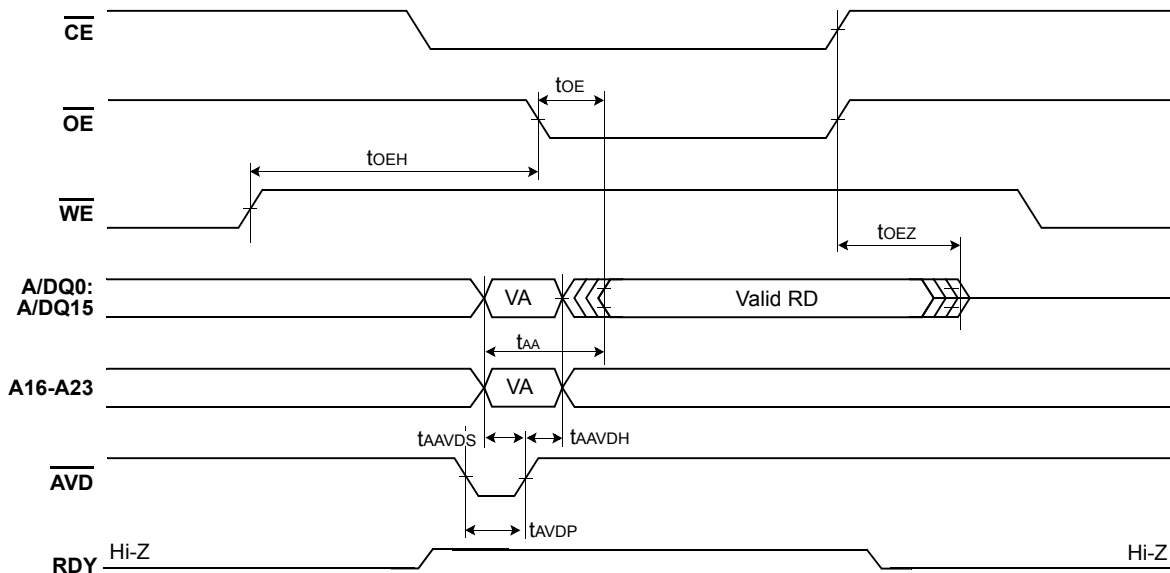 CE
tOE
OE
tOEH
WE
tOEZ
A/DQ0:
A/DQ15
VA
Valid RD
tAA
A16-A23
VA
tAAVDS
tAAVDH
AVD
tAVDP
Hi-Z
Hi-Z
RDY